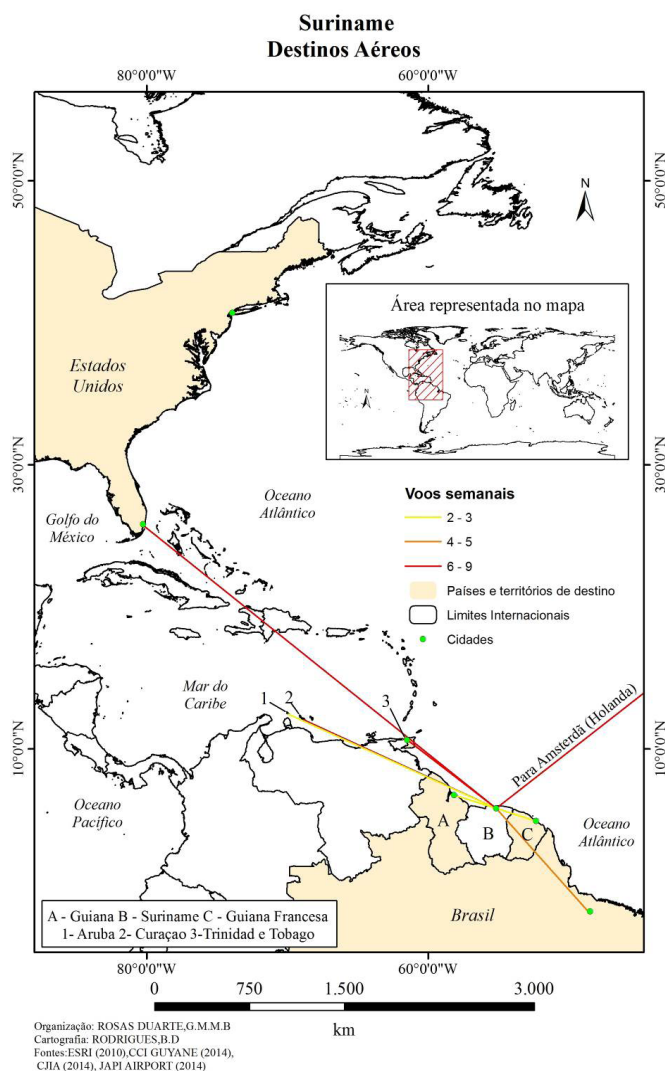 Suriname
Destinos Aéreos
80°0'0"W 60°0'0"W
50°0'0"N 50°0'0"N
N
Área representada no mapa
N
Estados
Unidos
30°0'0"N 30°0'0"N
Oceano
Atlântico
Golfo do
México
Voos semanais
2 - 3
4 - 5
6 - 9
Países e territórios de destino
Limites Internacionais
Cidades
Mar do
Caribe
1 2 3
Para Amsterdã (Holanda)
10°0'0"N 10°0'0"N
Oceano
Pacífico
A B C
Oceano
Atlântico
Brasil
A - Guiana B - Suriname C - Guiana Francesa
1- Aruba 2- Curaçao 3-Trinidad e Tobago
80°0'0"W 60°0'0"W
0 750 1.500 3.000
km
Organização: ROSAS DUARTE,G.M.M.B
Cartografia: RODRIGUES,B.D
Fontes:ESRI (2010),CCI GUYANE (2014),
CJIA (2014), JAPI AIRPORT (2014)